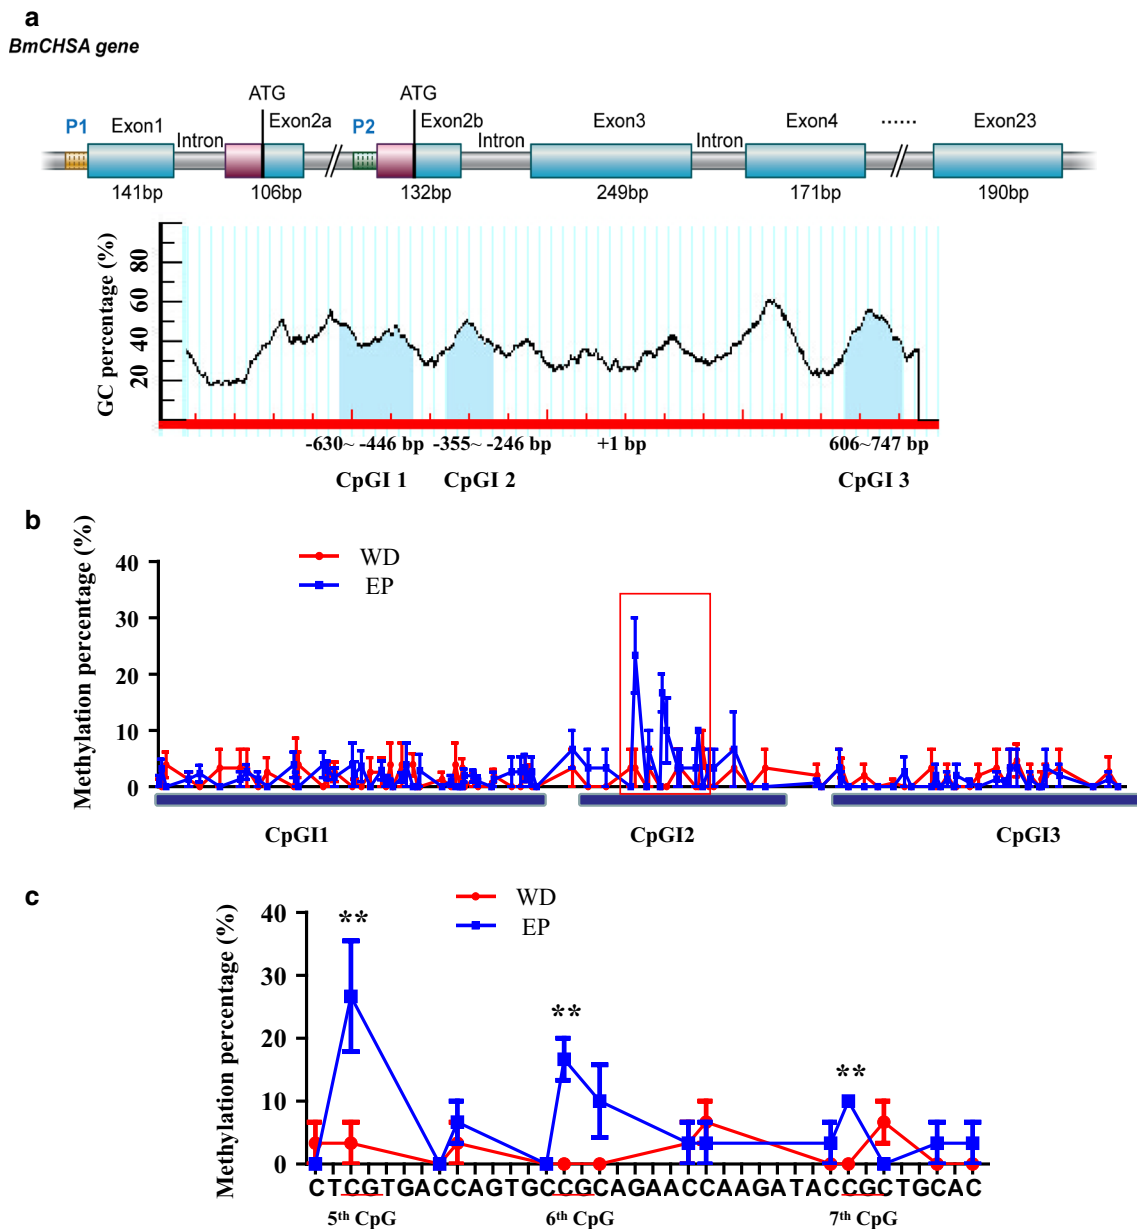 a
BmCHSA gene
ATG ATG
P1 Exon1 Intron Exon2a P2 Exon2b Intron Exon3 Intron Exon4 ...... Exon23
141bp 106bp 132bp 249bp 171bp 190bp
GC percentage (%)
80
60
40
20
-630~ -446 bp -355~ -246 bp +1 bp 606~747 bp
CpGI 1 CpGI 2 CpGI 3
b
Methylation percentage (%)
WD
EP
40
30
20
10
0
CpGI1 CpGI2 CpGI3
c
Methylation percentage (%)
WD
EP
40
30
20
10
0
** ** **
CTCGTGACCAGTGCCGCAGAACCAAGATACCGCTGCAC
5th CpG 6th CpG 7th CpG